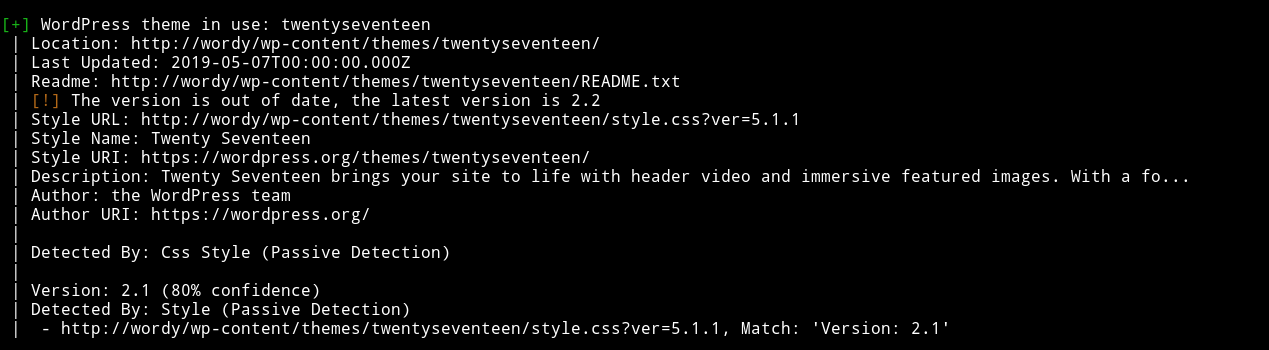 [+] WordPress theme in use: twentyseventeen
| Location: http://wordy/wp-content/themes/twentyseventeen/
| Last Updated: 2019-05-07T00:00:00.000Z
| Readme: http://wordy/wp-content/themes/twentyseventeen/README.txt
| [!] The version is out of date, the latest version is 2.2
| Style URL: http://wordy/wp-content/themes/twentyseventeen/style.css?ver=5.1.1
| Style Name: Twenty Seventeen
| Style URI: https://wordpress.org/themes/twentyseventeen/
| Description: Twenty Seventeen brings your site to life with header video and immersive featured images. With a fo...
| Author: the WordPress team
| Author URI: https://wordpress.org/
|
| Detected By: Css Style (Passive Detection)
|
| Version: 2.1 (80% confidence)
| Detected By: Style (Passive Detection)
|  - http://wordy/wp-content/themes/twentyseventeen/style.css?ver=5.1.1, Match: 'Version: 2.1'